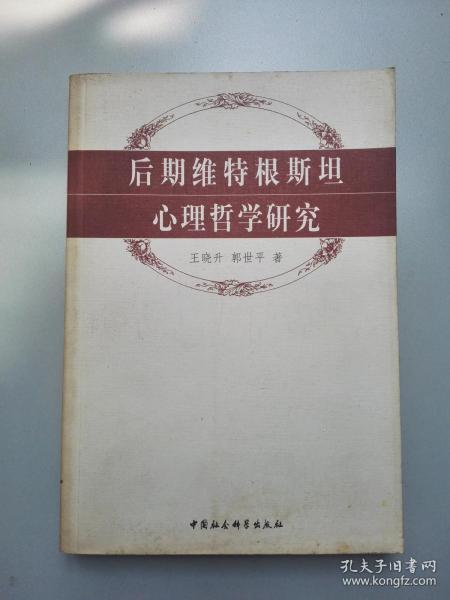 后期维特根斯坦
心理哲学研究
王晓升 郭世平 著
中国社会科学出版社
孔夫子旧书网
www.kongfz.com